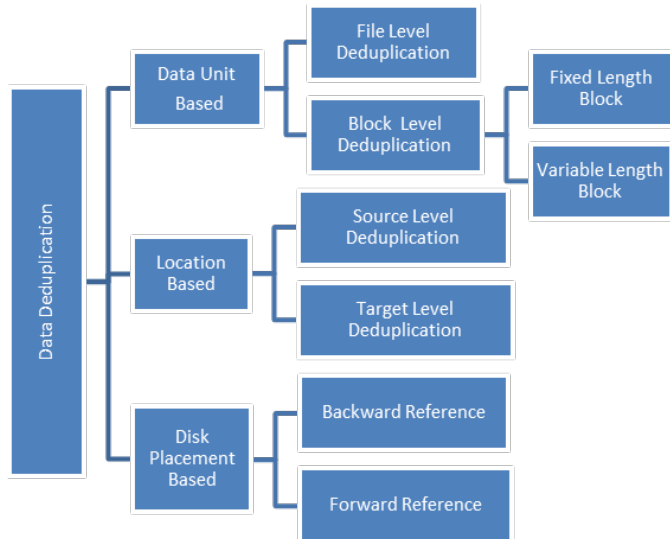 Data Deduplication
Data Unit
Based
File Level
Deduplication
Block Level
Deduplication
Fixed Length
Block
Variable Length
Block
Location
Based
Source Level
Deduplication
Target Level
Deduplication
Disk
Placement
Based
Backward Reference
Forward Reference